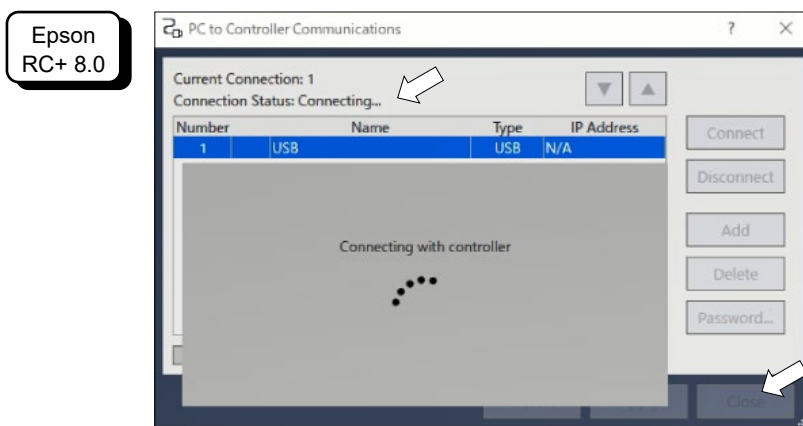 Epson
RC+ 8.0
PC to Controller Communications
Current Connection: 1
Connection Status: Connecting...
Number Name Type IP Address
1 USB USB N/A
Connecting with controller
Connect
Disconnect
Add
Delete
Password...
Close